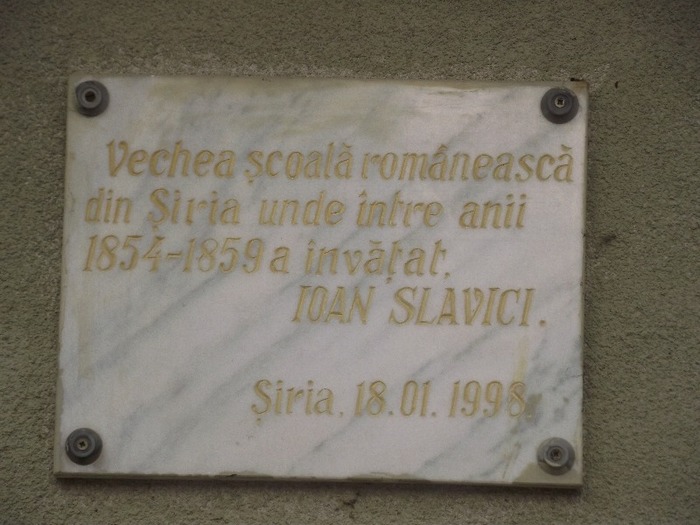 Vechea școală românească
din Șiria unde între anii
1854-1859 a învățat,
IOAN SLAVICI.
Șiria, 18.01.1998.